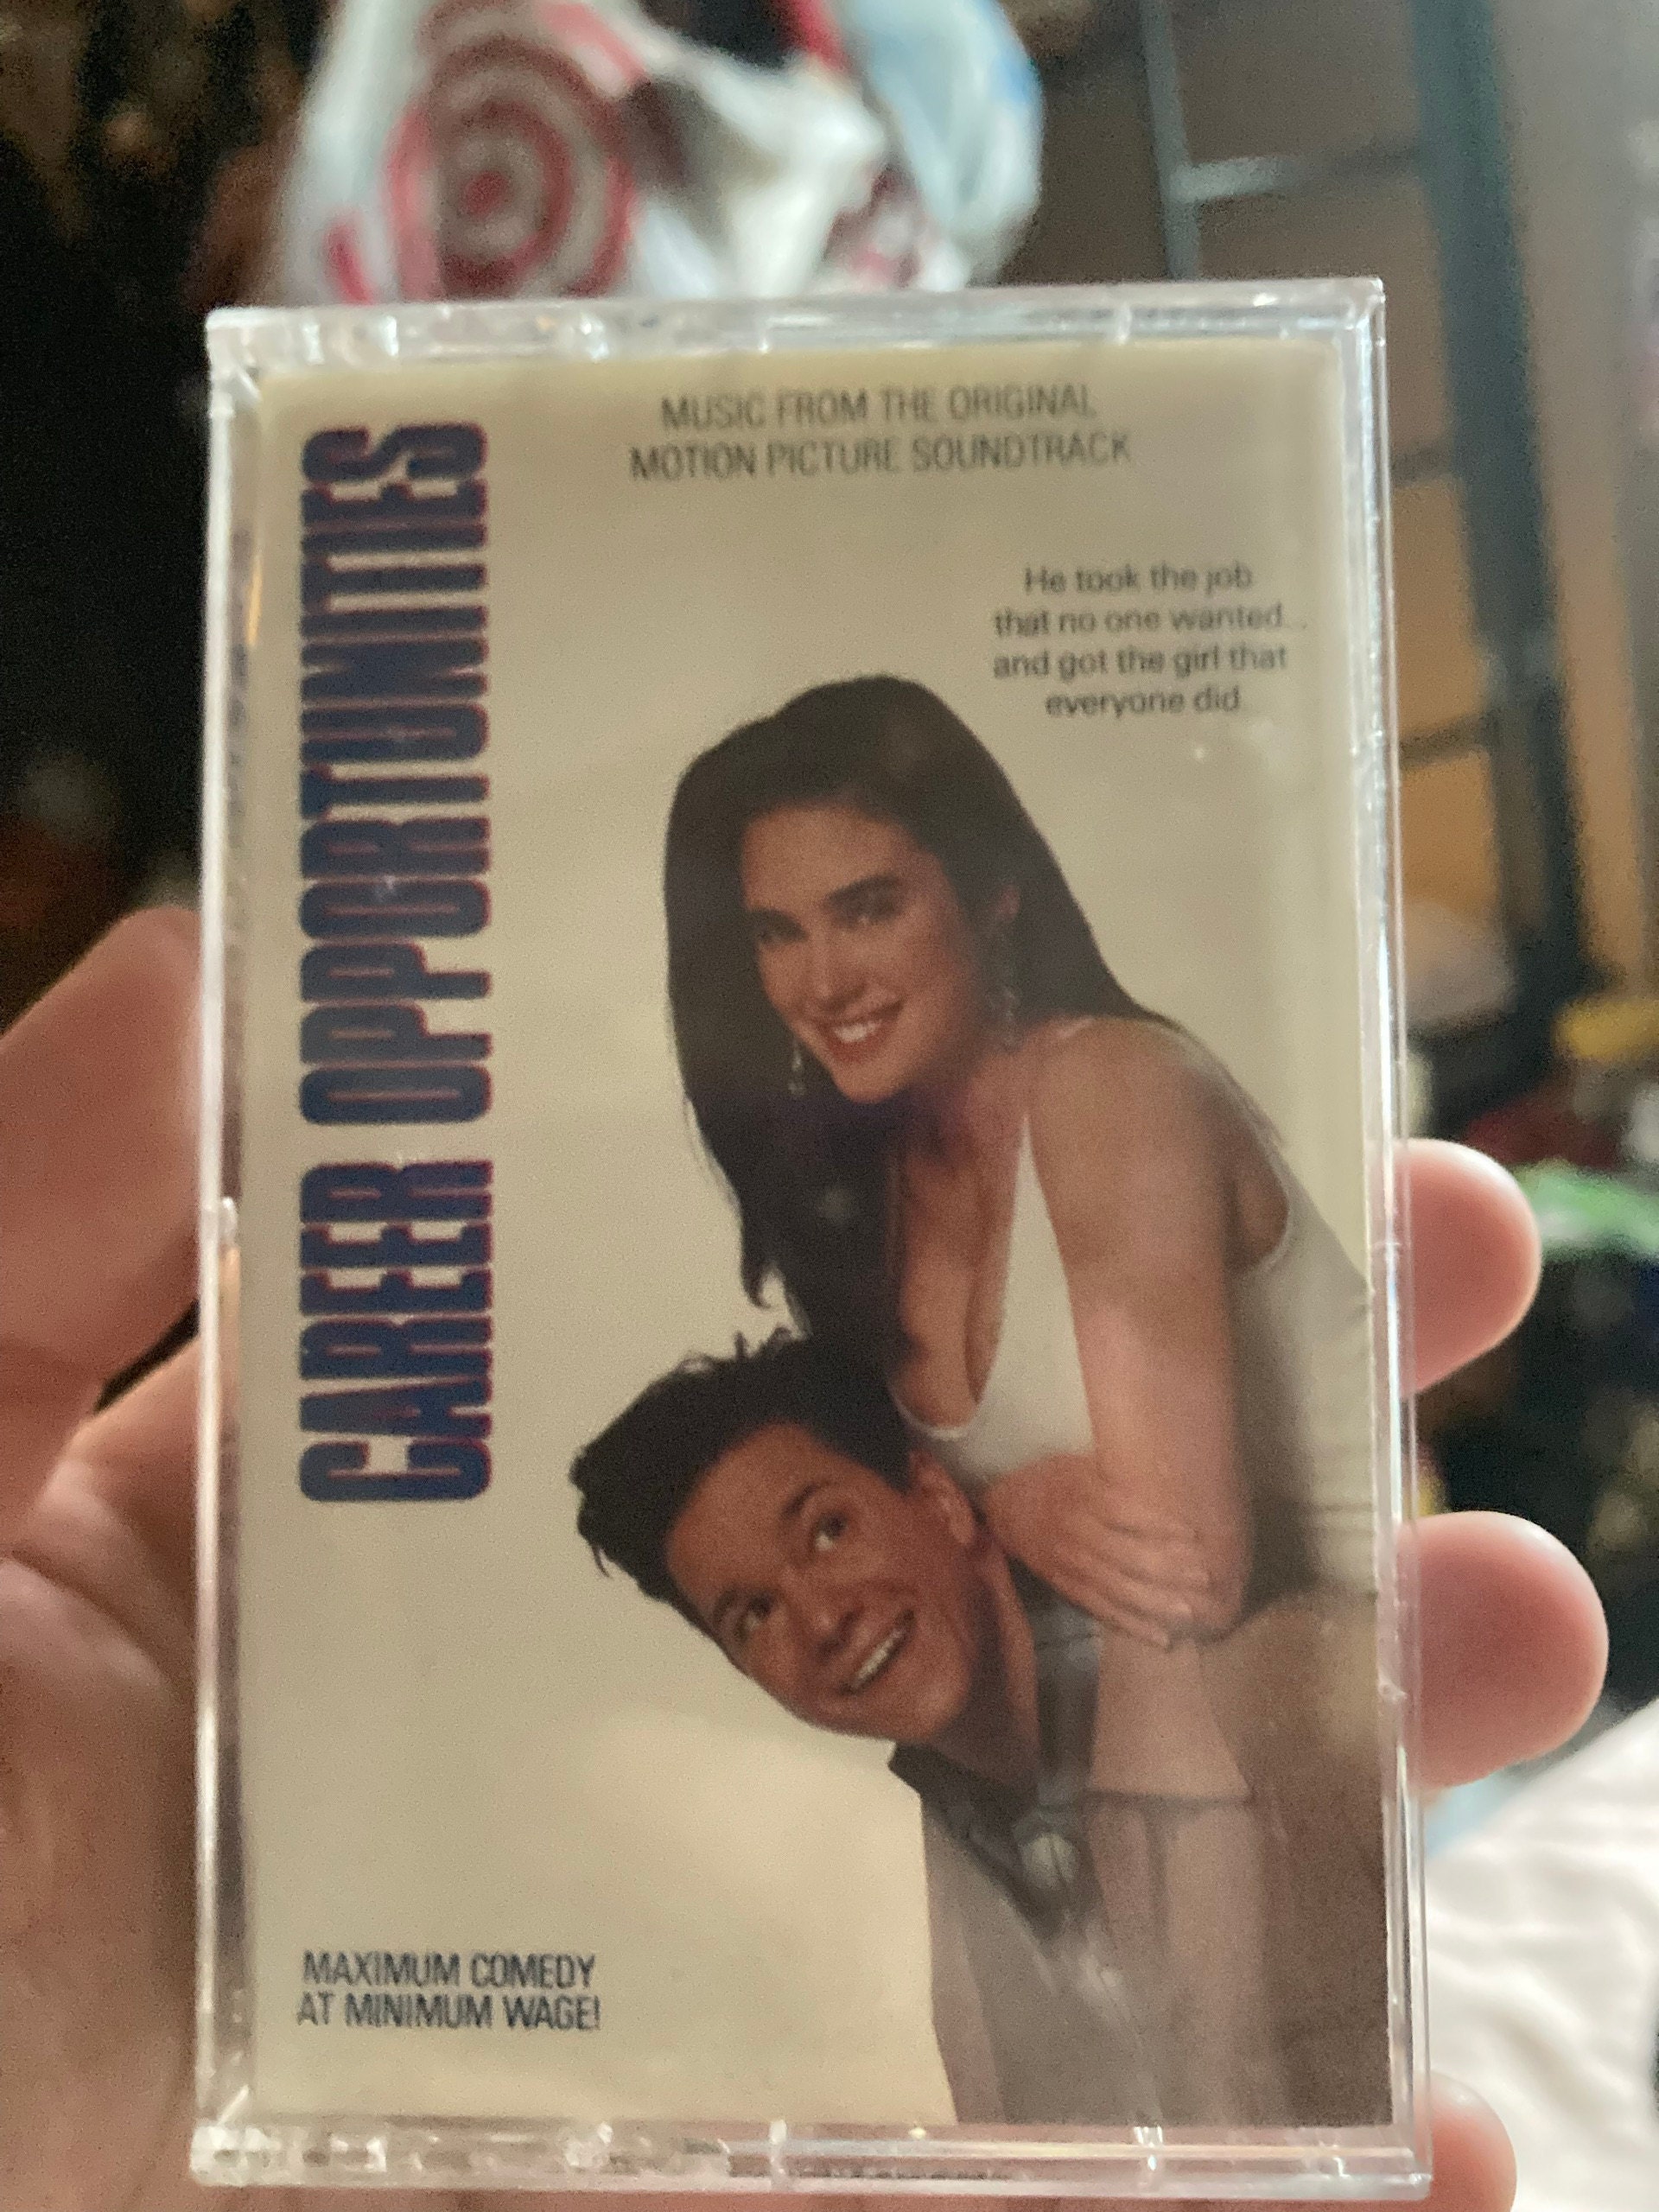 CAREER OPPORTUNITIES
MUSIC FROM THE ORIGINAL
MOTION PICTURE SOUNDTRACK
He took the job
that no one wanted...
and got the girl that
everyone did.
MAXIMUM COMEDY
AT MINIMUM WAGE!